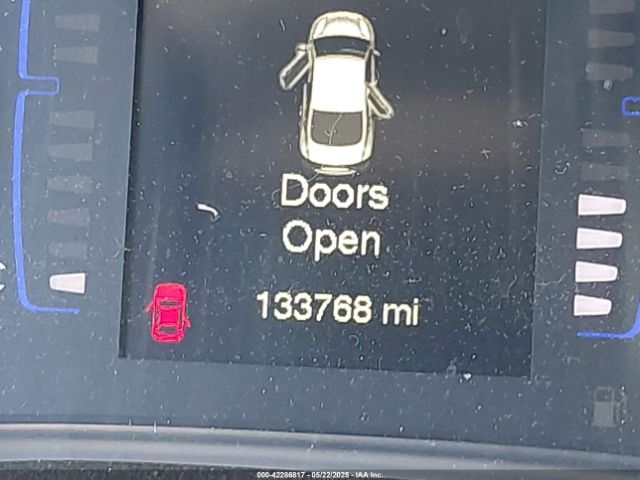 Doors
Open
133768 mi
000-42286817 - 05/22/2025 - IAA Inc.